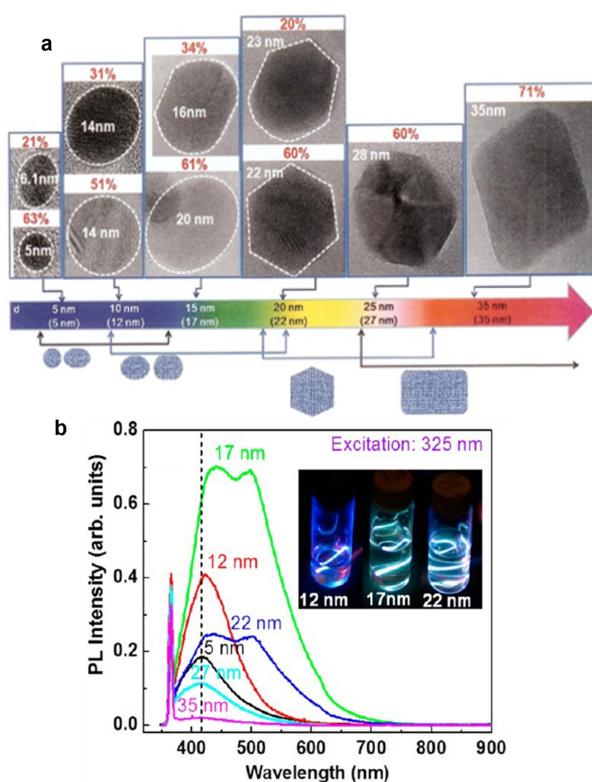 a
20%
23 nm
34%
31%
16nm
71%
35nm
14nm
60%
60%
22 nm
28 nm
21%
6.1nm
51%
61%
63%
14 nm
20 nm
5nm
d
5 nm
10 nm
15 nm
20 nm
25 nm
35 nm
(5 nm)
(12 nm)
(17 nm)
(22 nm)
(27 nm)
(35 nm)
b
0.8
0.6
0.4
0.2
0.0
PL Intensity (arb. units)
Excitation: 325 nm
17 nm
12 nm
22 nm
5 nm
27 nm
35 nm
12 nm
17nm
22 nm
400
500
600
700
800
900
Wavelength (nm)